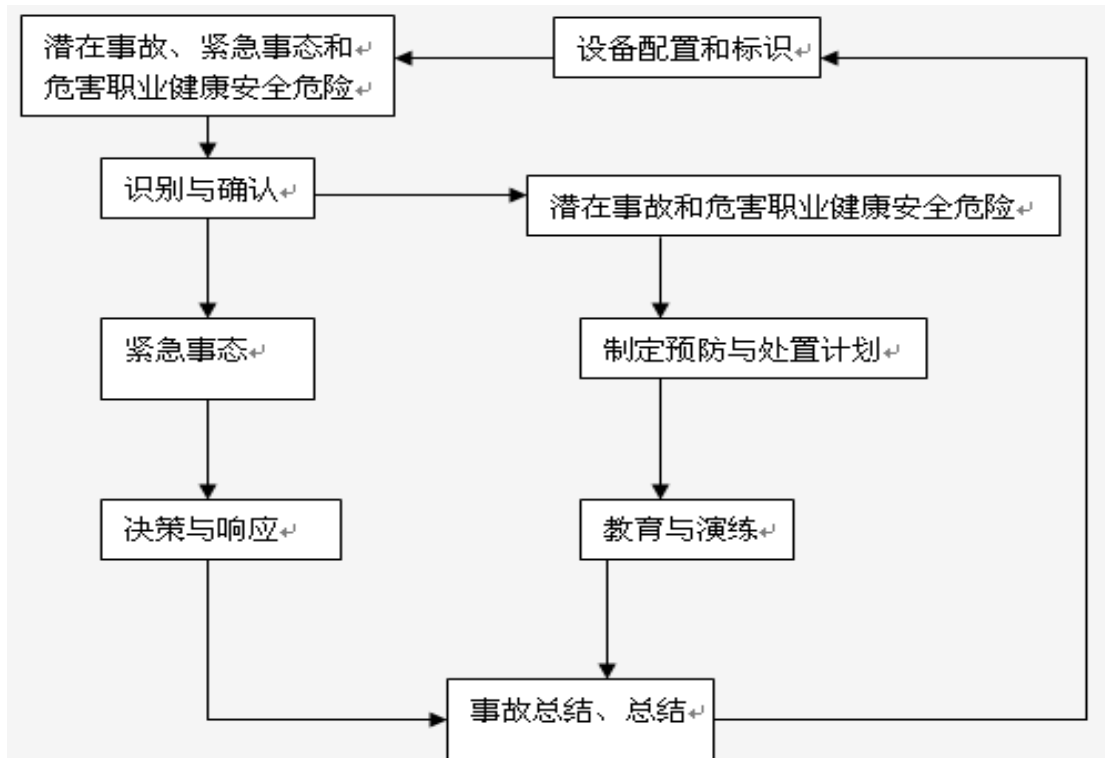 潜在事故、紧急事态和↵
危害职业健康安全危险↵
设备配置和标识↵
识别与确认↵
潜在事故和危害职业健康安全危险↵
紧急事态↵
制定预防与处置计划↵
决策与响应↵
教育与演练↵
事故总结、总结↵